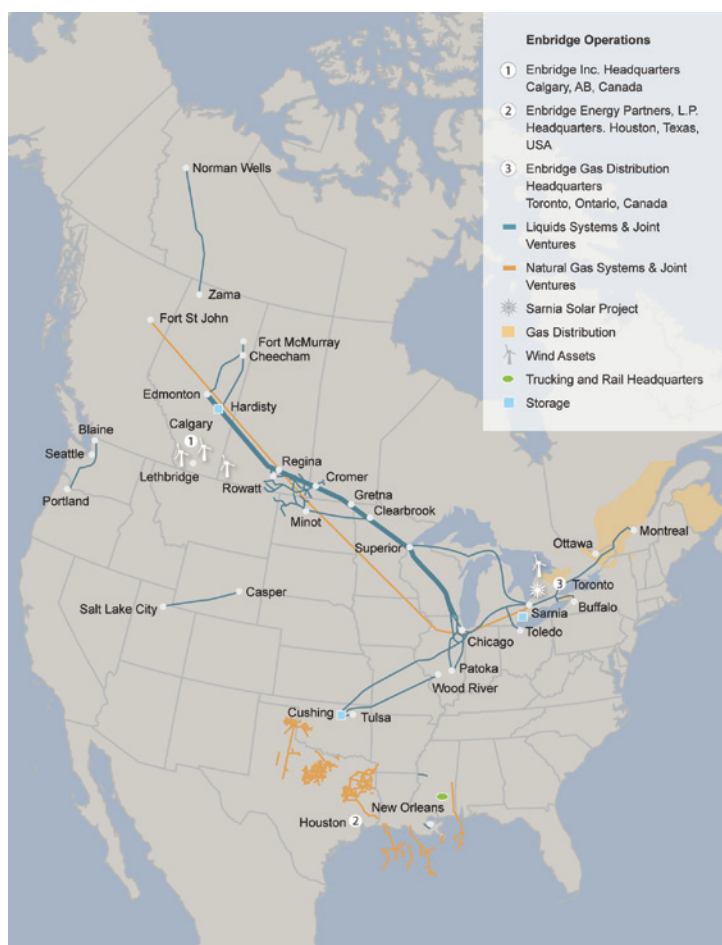 Enbridge Operations
1 Enbridge Inc. Headquarters
Calgary, AB, Canada
2 Enbridge Energy Partners, L.P.
Headquarters. Houston, Texas,
USA
3 Enbridge Gas Distribution
Headquarters
Toronto, Ontario, Canada
Liquids Systems & Joint
Ventures
Natural Gas Systems & Joint
Ventures
Sarnia Solar Project
Gas Distribution
Wind Assets
Trucking and Rail Headquarters
Storage
Norman Wells
Zama
Fort St John
Fort McMurray
Cheecham
Edmonton
Hardisty
Calgary
1
Blaine
Seattle
Lethbridge
Portland
Regina
Rowatt
Cromer
Gretna
Minot
Clearbrook
Superior
Ottawa
Montreal
3 Toronto
Sarnia
Buffalo
Toledo
Casper
Salt Lake City
Chicago
Patoka
Wood River
Cushing
Tulsa
New Orleans
Houston 2